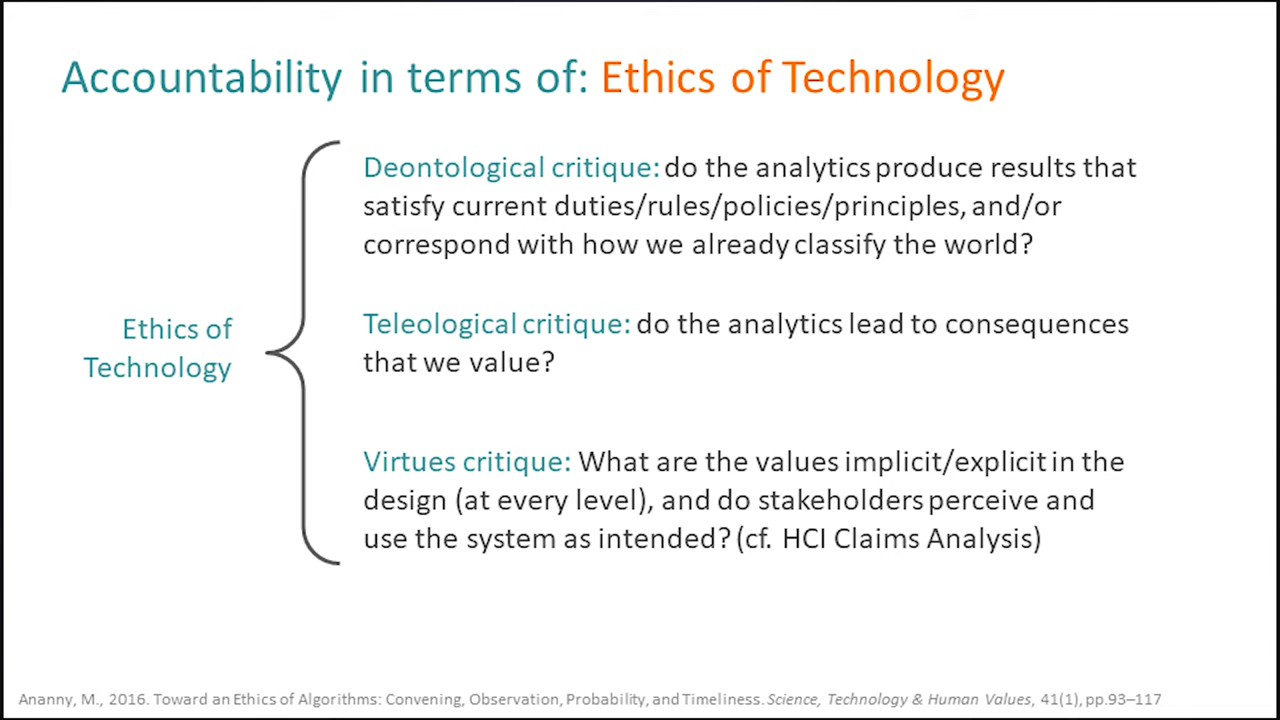 Accountability in terms of: Ethics of Technology
Deontological critique: do the analytics produce results that
satisfy current duties/rules/policies/principles, and/or
correspond with how we already classify the world?
Ethics of
Technology
Teleological critique: do the analytics lead to consequences
that we value?
Virtues critique: What are the values implicit/explicit in the
design (at every level), and do stakeholders perceive and
use the system as intended? (cf. HCI Claims Analysis)
Ananny, M., 2016. Toward an Ethics of Algorithms: Convening, Observation, Probability, and Timeliness. Science, Technology & Human Values, 41(1), pp.93–117